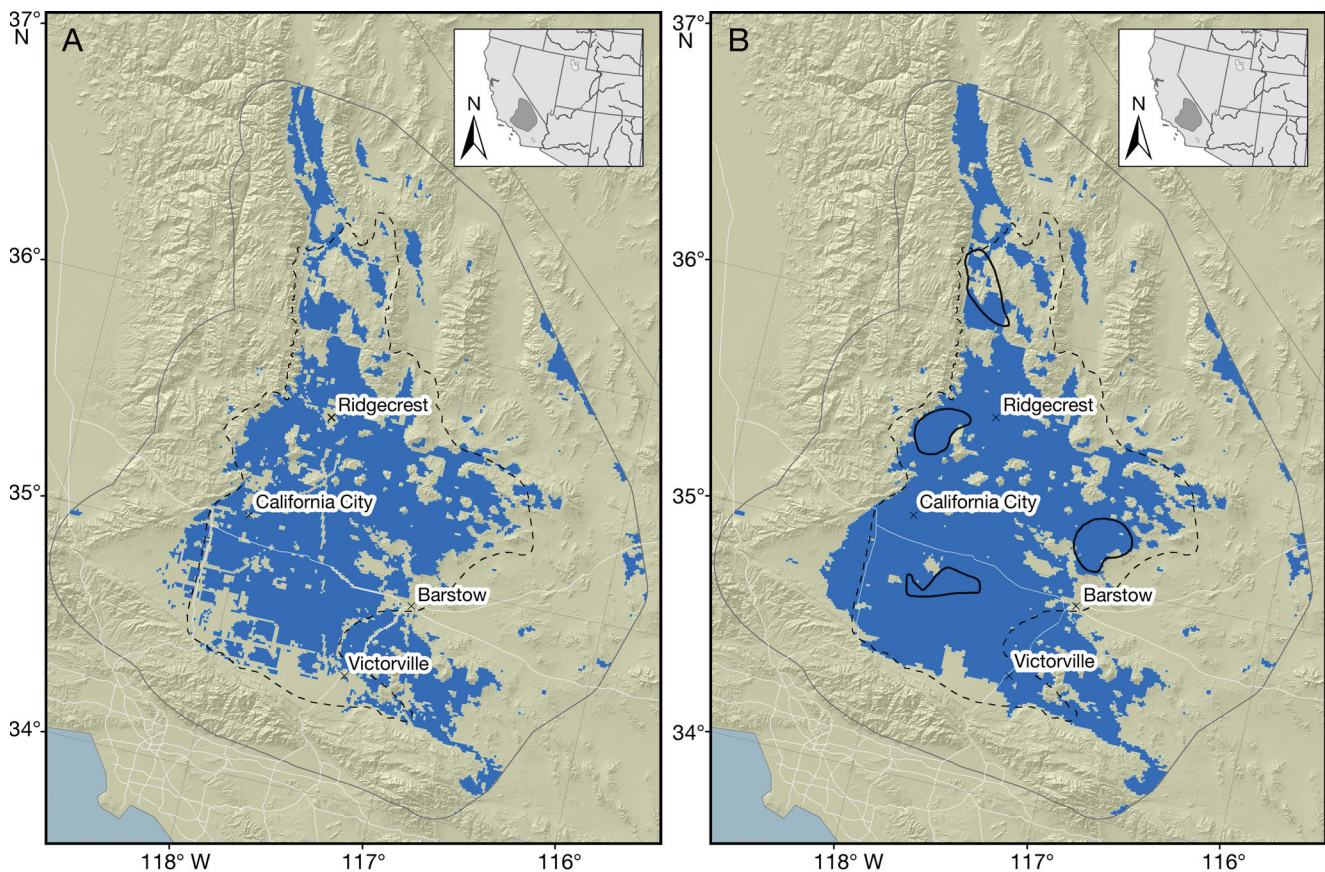 37°
N
A
N
36°
Ridgecrest
35°
California City
Barstow
Victorville
34°
118° W
117°
116°
37°
N
B
N
36°
Ridgecrest
35°
California City
Barstow
Victorville
34°
118° W
117°
116°